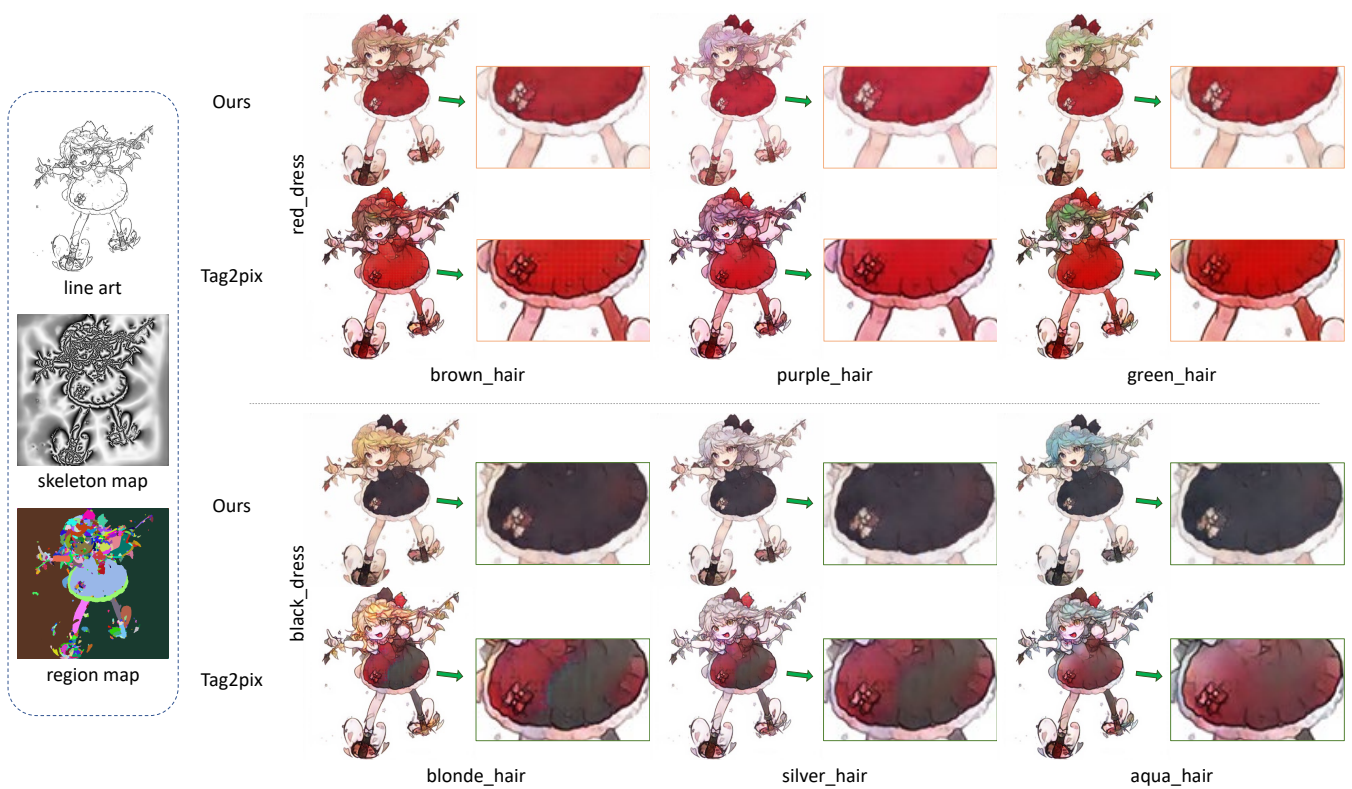 line art
skeleton map
region map
Ours
Tag2pix
red_dress
brown_hair
purple_hair
green_hair
Ours
Tag2pix
black_dress
blonde_hair
silver_hair
aqua_hair